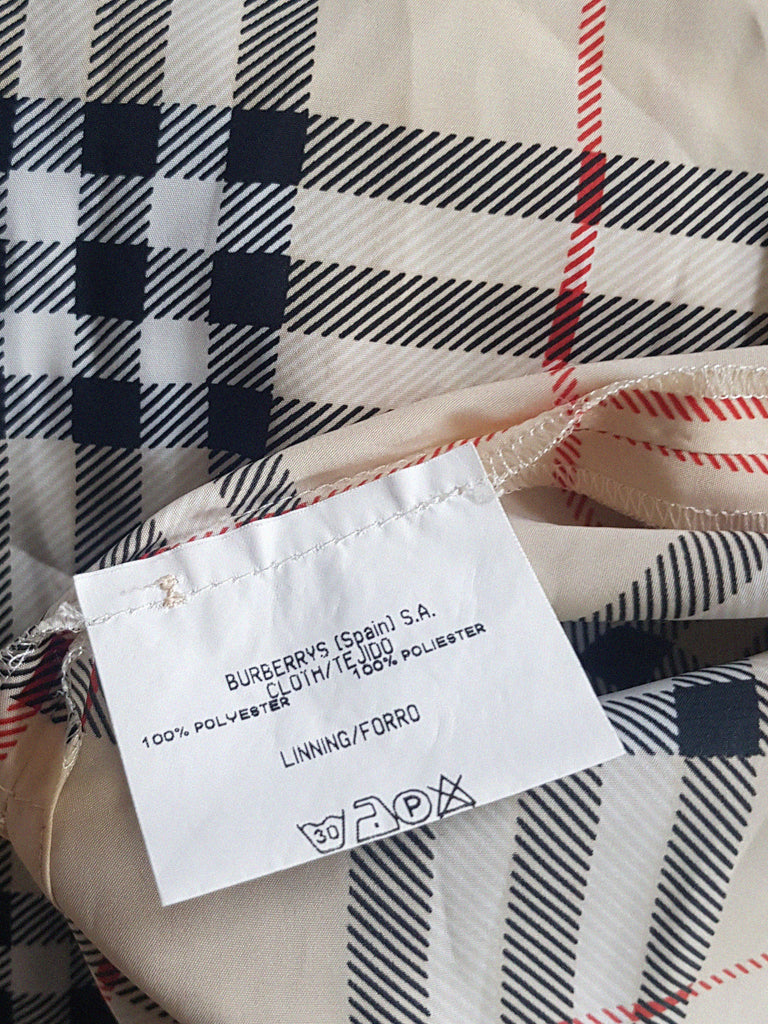 BURBERRYS (Spain) S.A.
CLOTH/TEJIDO
100% POLYESTER 100% POLIESTER
LINNING/FORRO
30 P